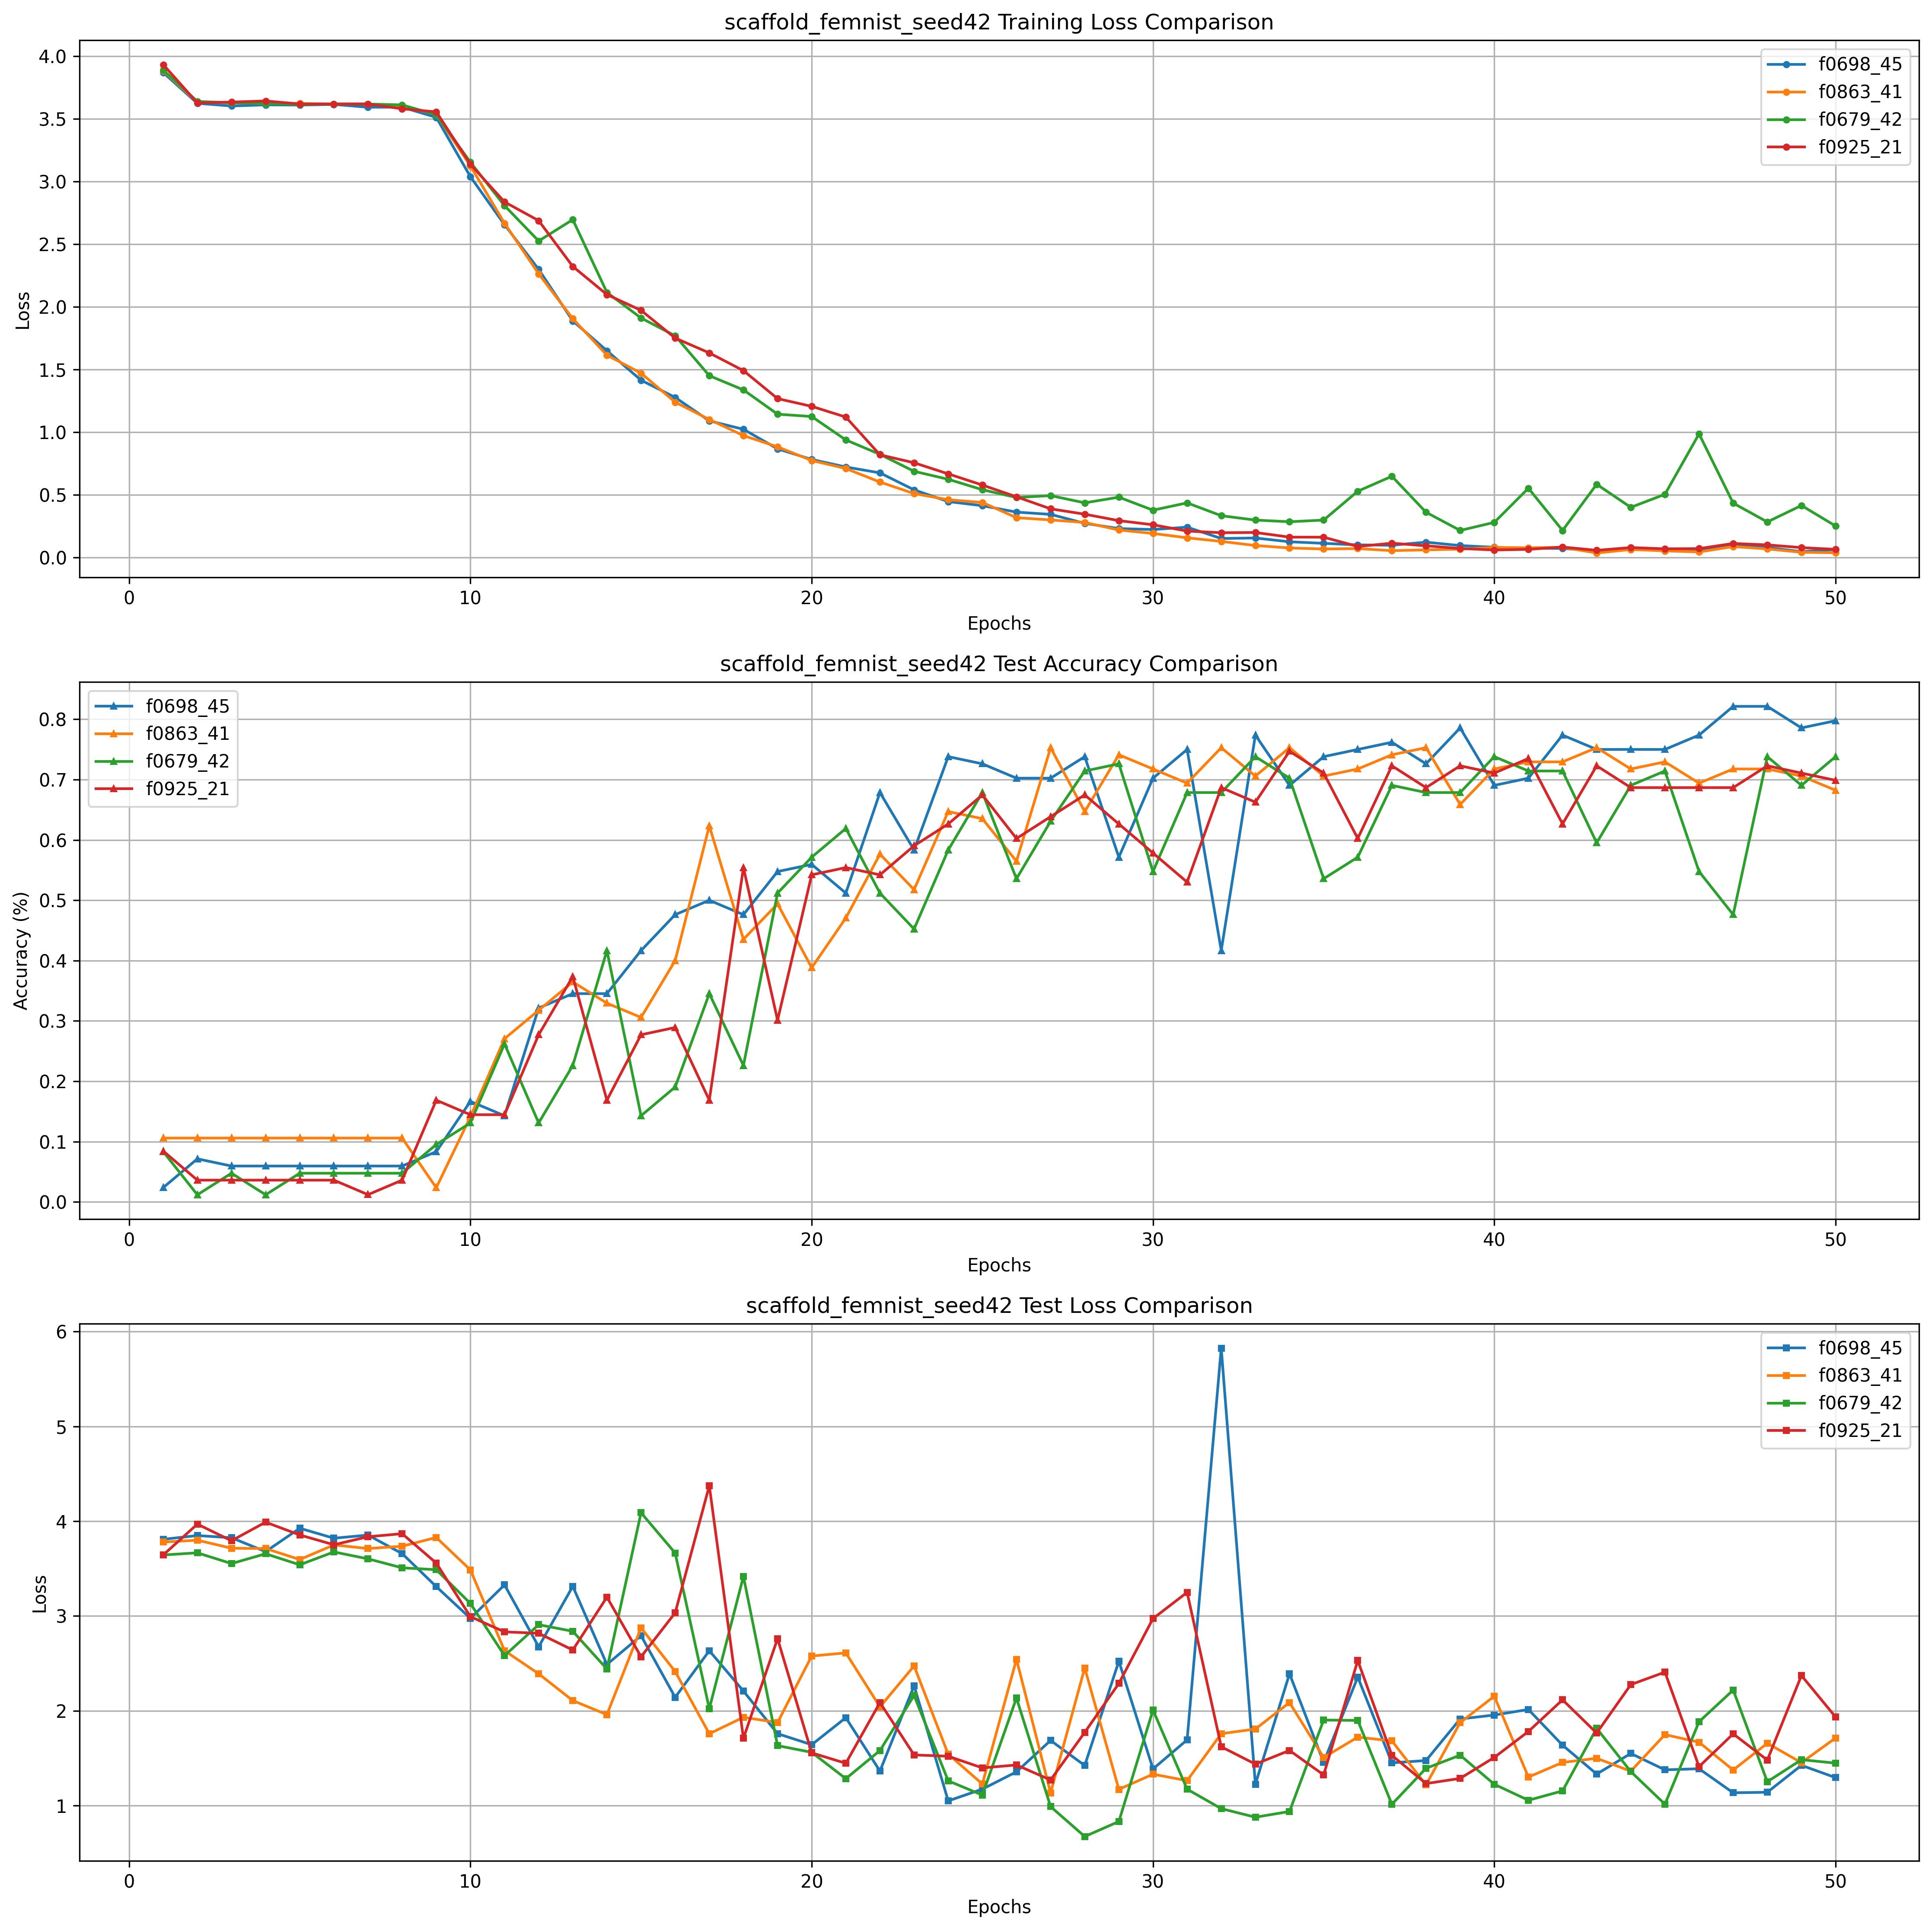 scaffold_femnist_seed42 Training Loss Comparison
4.0
3.5
3.0
2.5
2.0
1.5
1.0
0.5
0.0
Loss
f0698_45
f0863_41
f0679_42
f0925_21
0 10 20 30 40 50
Epochs
scaffold_femnist_seed42 Test Accuracy Comparison
0.8
0.7
0.6
0.5
0.4
0.3
0.2
0.1
0.0
Accuracy (%)
f0698_45
f0863_41
f0679_42
f0925_21
0 10 20 30 40 50
Epochs
scaffold_femnist_seed42 Test Loss Comparison
6
5
4
3
2
1
Loss
f0698_45
f0863_41
f0679_42
f0925_21
0 10 20 30 40 50
Epochs